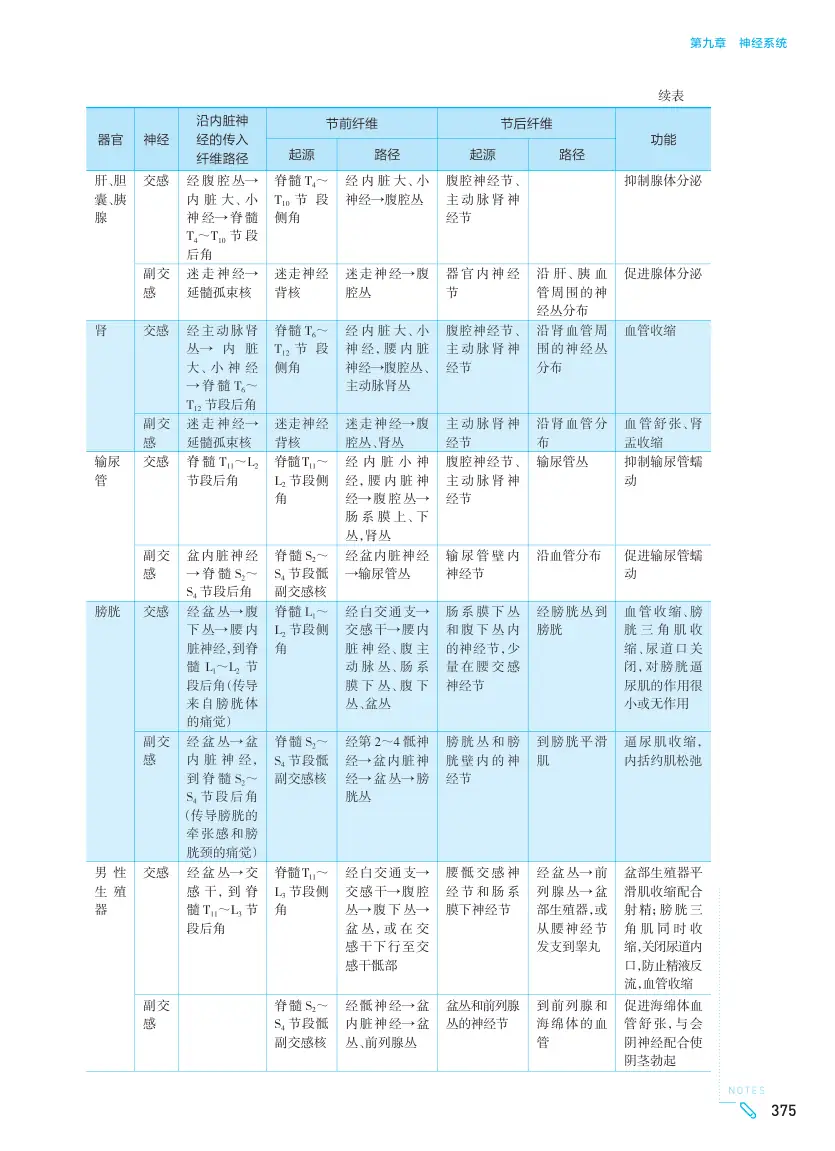 第九章 神经系统
续表
器官 神经 沿内脏神经的传入纤维路径 节前纤维 节后纤维 功能
起源 路径 起源 路径
肝、胆囊、胰腺 交感 经腹腔丛→内脏大、小神经→脊髓T₄～T₁₀节段后角 脊髓T₄～T₁₀节段侧角 经内脏大、小神经→腹腔丛 腹腔神经节、主动脉肾神经节 抑制腺体分泌
副交感 迷走神经→延髓孤束核 迷走神经背核 迷走神经→腹腔丛 器官内神经节 沿肝、胰血管周围的神经丛分布 促进腺体分泌
肾 交感 经主动脉肾丛→内脏大、小神经→脊髓T₆～T₁₂节段后角 脊髓T₆～T₁₂节段侧角 经内脏大、小神经,腰内脏神经→腹腔丛、主动脉肾丛 腹腔神经节、主动脉肾神经节 沿肾血管周围的神经丛分布 血管收缩
副交感 迷走神经→延髓孤束核 迷走神经背核 迷走神经→腹腔丛、肾丛 主动脉肾神经节 沿肾血管分布 血管舒张、肾盂收缩
输尿管 交感 脊髓T₁₁～L₂节段后角 脊髓T₁₁～L₂节段侧角 经内脏小神经,腰内脏神经→腹腔丛→肠系膜上、下丛,肾丛 腹腔神经节、主动脉肾神经节 输尿管丛 抑制输尿管蠕动
副交感 盆内脏神经→脊髓S₂～S₄节段后角 脊髓S₂～S₄节段骶副交感核 经盆内脏神经→输尿管丛 输尿管壁内神经节 沿血管分布 促进输尿管蠕动
膀胱 交感 经盆丛→腹下丛→腰内脏神经,到脊髓L₁～L₂节段后角(传导来自膀胱体的痛觉) 脊髓L₁～L₂节段侧角 经白交通支→交感干→腰内脏神经、腹主动脉丛、肠系膜下丛、腹下丛、盆丛 肠系膜下丛和腹下丛内的神经节,少量在腰交感神经节 经膀胱丛到膀胱 血管收缩、膀胱三角肌收缩、尿道口关闭,对膀胱逼尿肌的作用很小或无作用
副交感 经盆丛→盆内脏神经,到脊髓S₂～S₄节段后角(传导膀胱的牵张感和膀胱颈的痛觉) 脊髓S₂～S₄节段骶副交感核 经第2～4骶神经→盆内脏神经→盆丛→膀胱丛 膀胱丛和膀胱壁内的神经节 到膀胱平滑肌 逼尿肌收缩,内括约肌松弛
男性生殖器 交感 经盆丛→交感干,到脊髓T₁₁～L₃节段后角 脊髓T₁₁～L₃节段侧角 经白交通支→交感干→腹腔丛→腹下丛→盆丛,或在交感干下行至交感干骶部 腰骶交感神经节和肠系膜下神经节 经盆丛→前列腺丛→盆部生殖器,或从腰神经节发支到睾丸 盆部生殖器平滑肌收缩配合射精;膀胱三角肌同时收缩,关闭尿道内口,防止精液反流,血管收缩
副交感 脊髓S₂～S₄节段骶副交感核 经骶神经→盆内脏神经→盆丛、前列腺丛 盆丛和前列腺丛的神经节 到前列腺和海绵体的血管 促进海绵体血管舒张,与会阴神经配合使阴茎勃起
NOTES
375